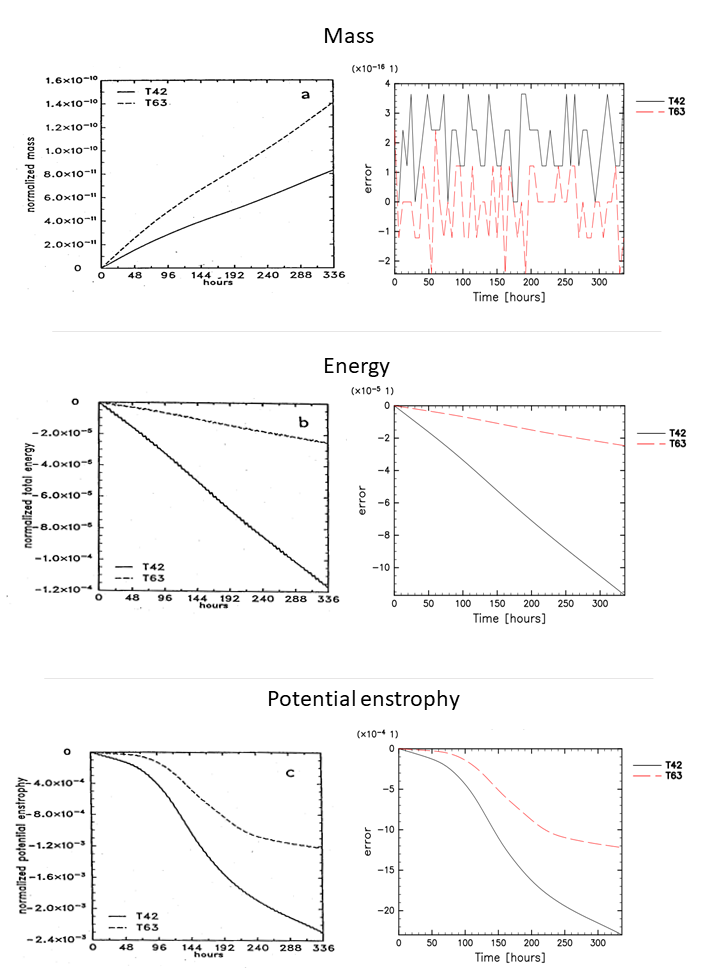 Mass
1.6×10⁻¹⁰
1.4×10⁻¹⁰
1.2×10⁻¹⁰
1.0×10⁻¹⁰
8.0×10⁻¹¹
6.0×10⁻¹¹
4.0×10⁻¹¹
2.0×10⁻¹¹
0
normalized mass
T42
T63
a
0 48 96 144 192 240 288 336
hours
(×10⁻¹⁶ 1)
4
3
2
1
0
−1
−2
error
0 50 100 150 200 250 300
Time [hours]
T42
T63
Energy
0
−2.0×10⁻⁵
−4.0×10⁻⁵
−6.0×10⁻⁵
−8.0×10⁻⁵
−1.0×10⁻⁴
−1.2×10⁻⁴
normalized total energy
b
T42
T63
0 48 96 144 192 240 288 336
hours
(×10⁻⁵ 1)
0
−2
−4
−6
−8
−10
error
0 50 100 150 200 250 300
Time [hours]
T42
T63
Potential enstrophy
0
−4.0×10⁻⁴
−8.0×10⁻⁴
−1.2×10⁻³
−1.6×10⁻³
−2.0×10⁻³
−2.4×10⁻³
normalized potential enstrophy
c
T42
T63
0 48 96 144 192 240 288 336
hours
(×10⁻⁴ 1)
0
−5
−10
−15
−20
error
0 50 100 150 200 250 300
Time [hours]
T42
T63